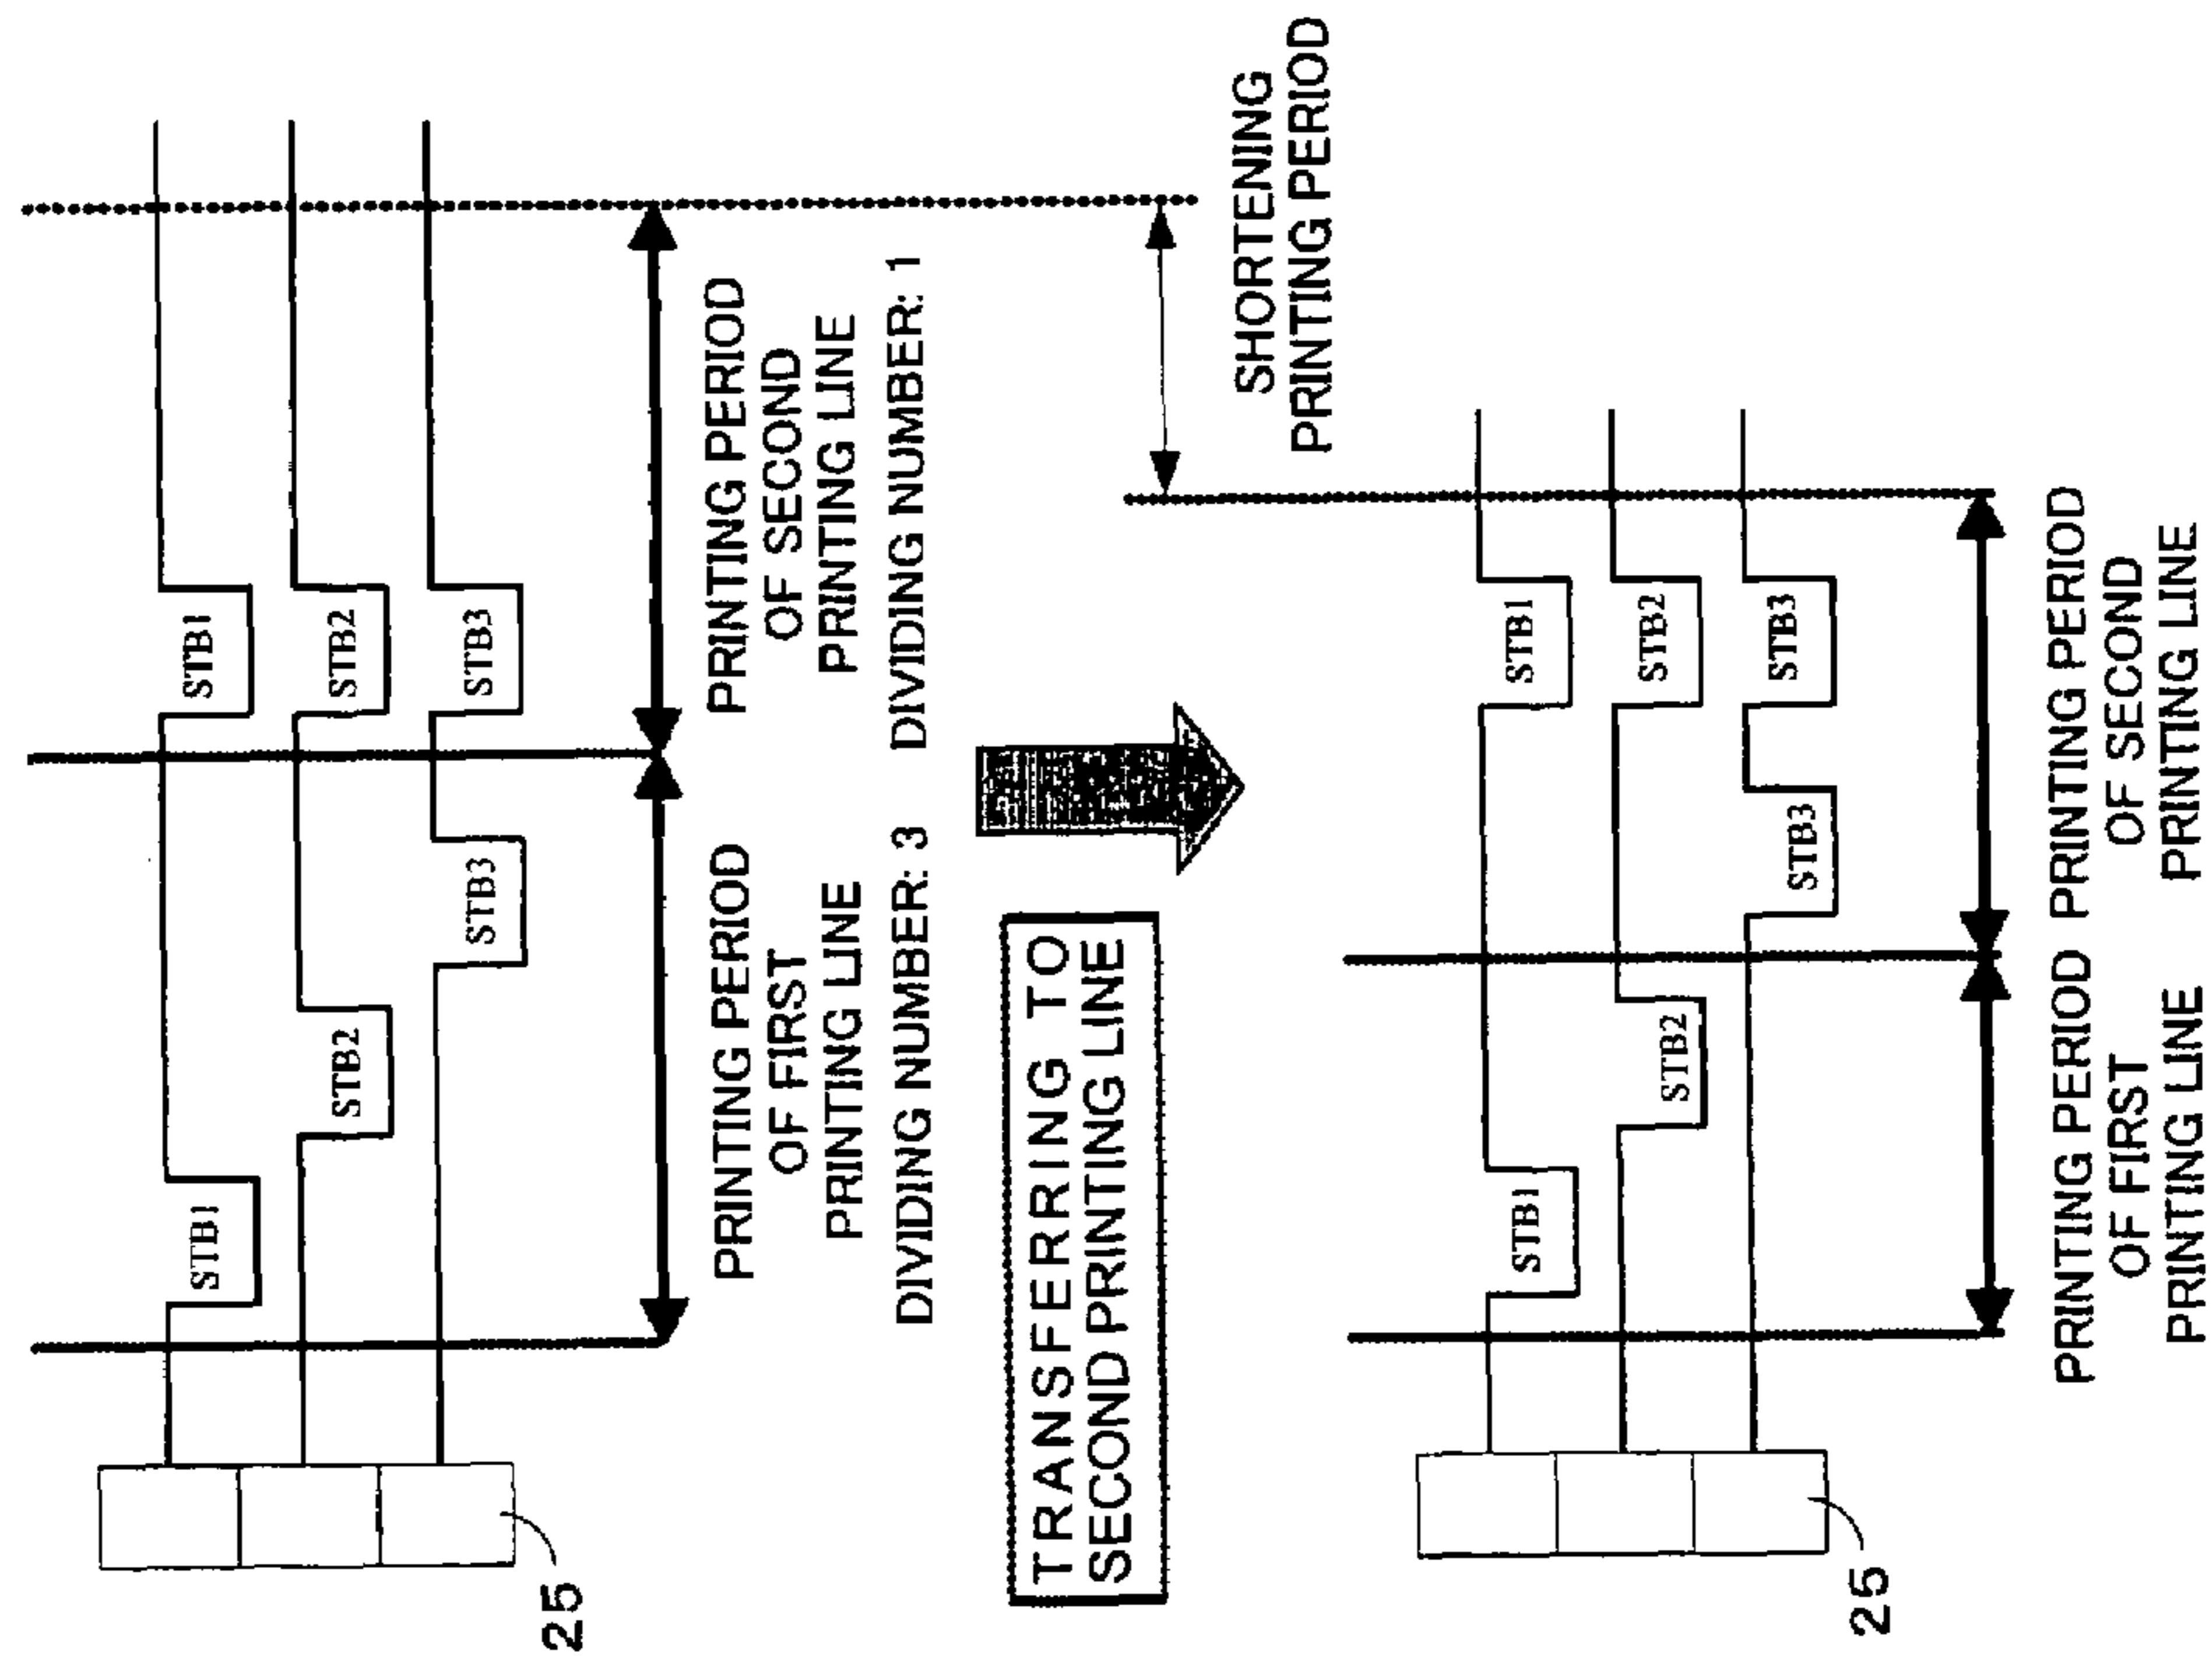 STB1
STB1
STB2
STB2
STB3
STB3
25
PRINTING PERIOD
OF FIRST
PRINTING LINE
DIVIDING NUMBER: 3
PRINTING PERIOD
OF SECOND
PRINTING LINE
DIVIDING NUMBER: 1
TRANSFERRING TO
SECOND PRINTING LINE
SHORTENING
PRINTING PERIOD
STB1
STB1
STB2
STB2
STB3
STB3
25
PRINTING PERIOD
OF FIRST
PRINTING LINE
PRINTING PERIOD
OF SECOND
PRINTING LINE